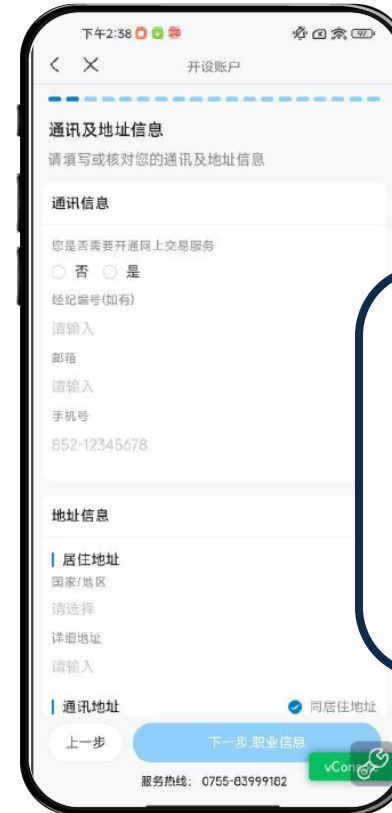 下午2:38
97
开设账户
通讯及地址信息
请填写或核对您的通讯及地址信息
通讯信息
您是否需要开通网上交易服务
否 是
经纪编号(如有)
请输入
邮箱
请输入
手机号
852-12345678
地址信息
居住地址
国家/地区
请选择
详细地址
请输入
通讯地址 同居住地址
上一步 下一步:职业信息
服务热线: 0755-83999182